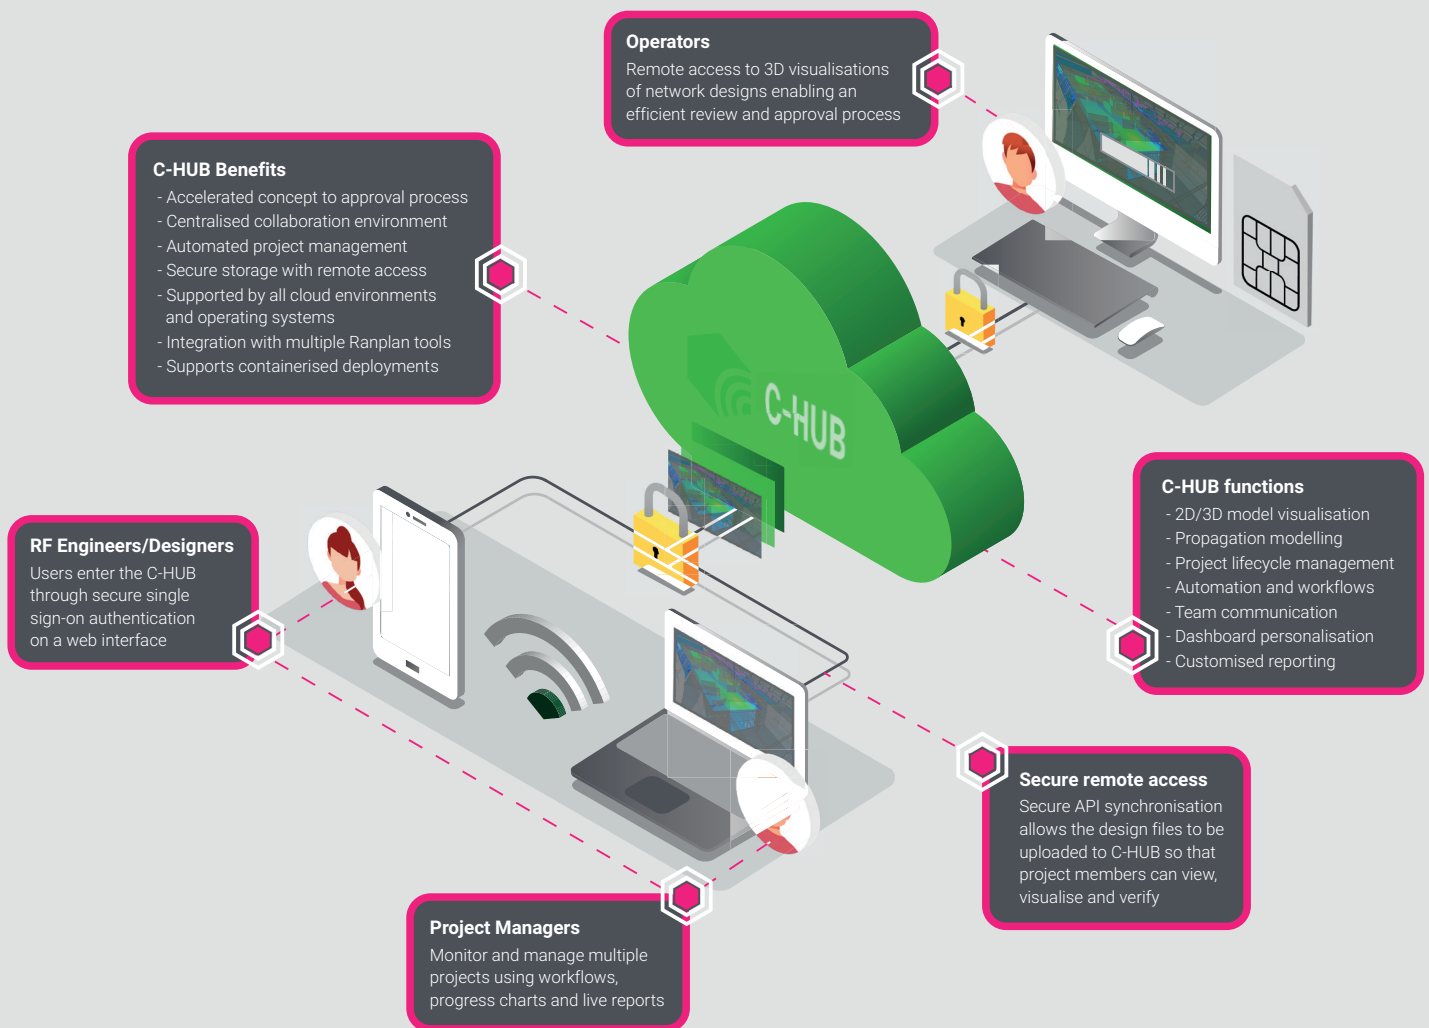 Operators
Remote access to 3D visualisations
of network designs enabling an
efficient review and approval process
C-HUB Benefits
- Accelerated concept to approval process
- Centralised collaboration environment
- Automated project management
- Secure storage with remote access
- Supported by all cloud environments
and operating systems
- Integration with multiple Ranplan tools
- Supports containerised deployments
C-HUB
C-HUB functions
- 2D/3D model visualisation
- Propagation modelling
- Project lifecycle management
- Automation and workflows
- Team communication
- Dashboard personalisation
- Customised reporting
RF Engineers/Designers
Users enter the C-HUB
through secure single
sign-on authentication
on a web interface
Secure remote access
Secure API synchronisation
allows the design files to be
uploaded to C-HUB so that
project members can view,
visualise and verify
Project Managers
Monitor and manage multiple
projects using workflows,
progress charts and live reports